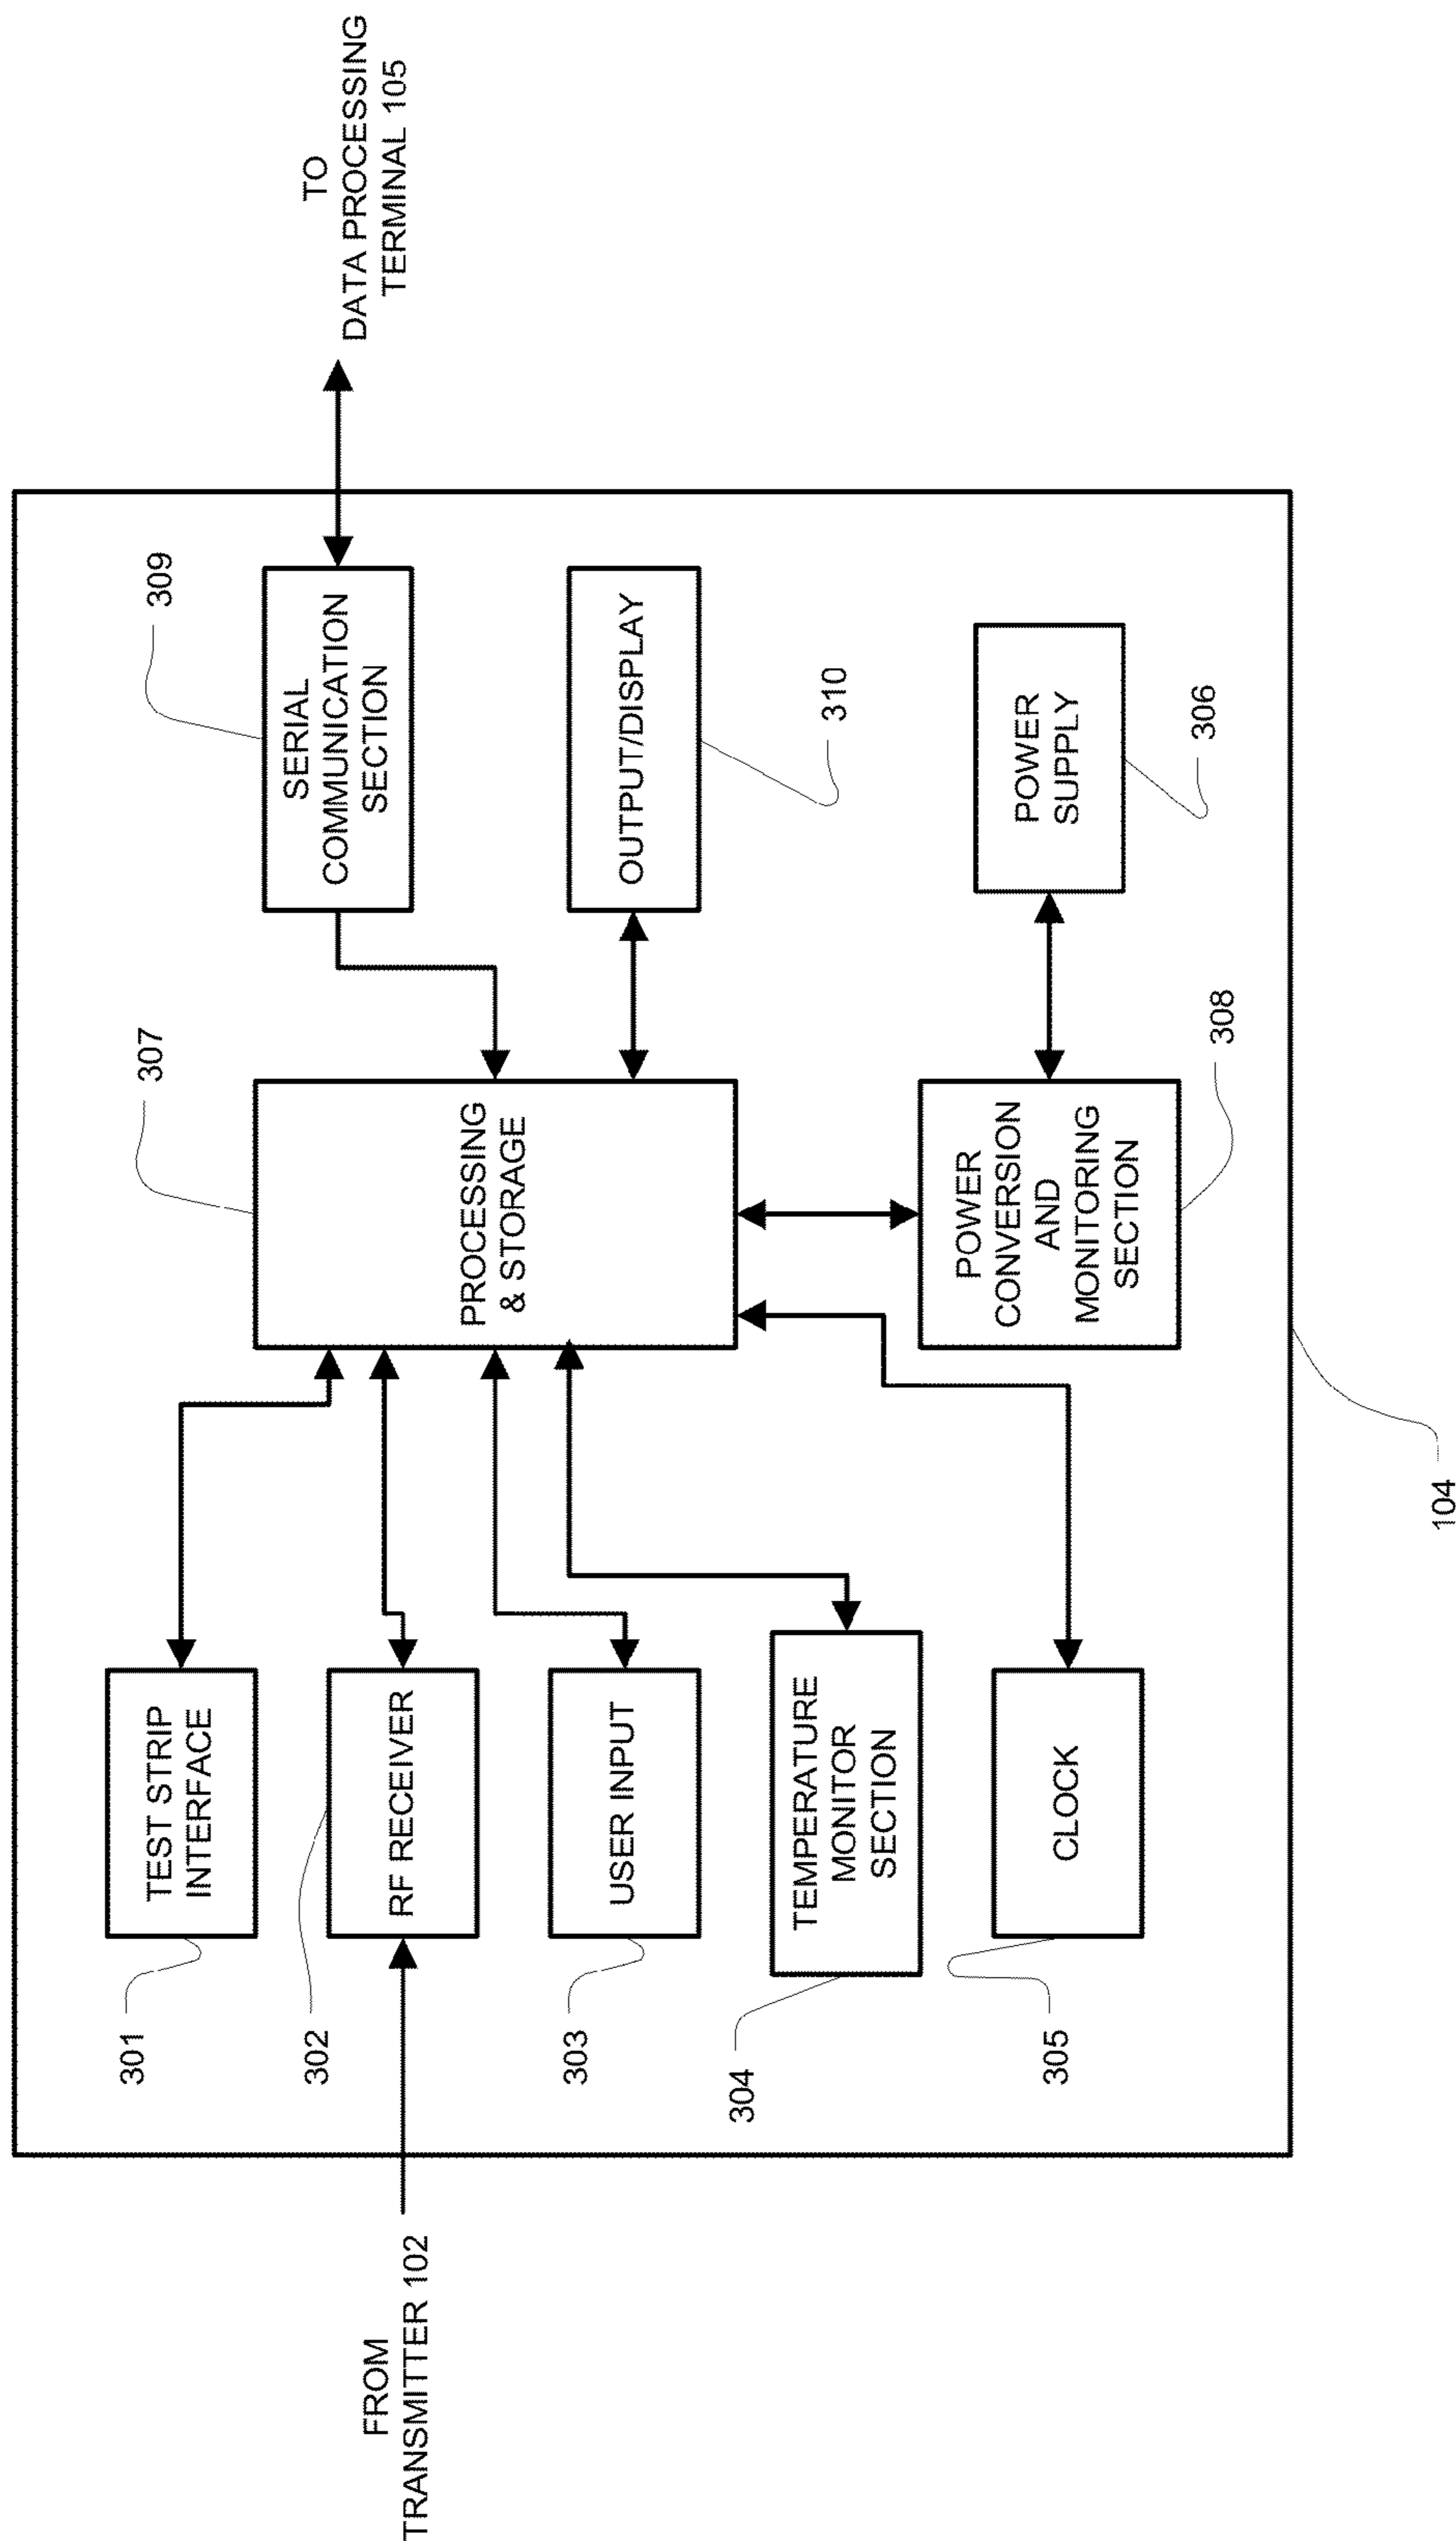 FROM
TRANSMITTER 102
301
TEST STRIP
INTERFACE
302
RF RECEIVER
303
USER INPUT
304
TEMPERATURE
MONITOR
SECTION
305
CLOCK
307
PROCESSING
& STORAGE
308
POWER
CONVERSION
AND
MONITORING
SECTION
309
SERIAL
COMMUNICATION
SECTION
OUTPUT/DISPLAY
310
POWER
SUPPLY
306
TO
DATA PROCESSING
TERMINAL 105
104